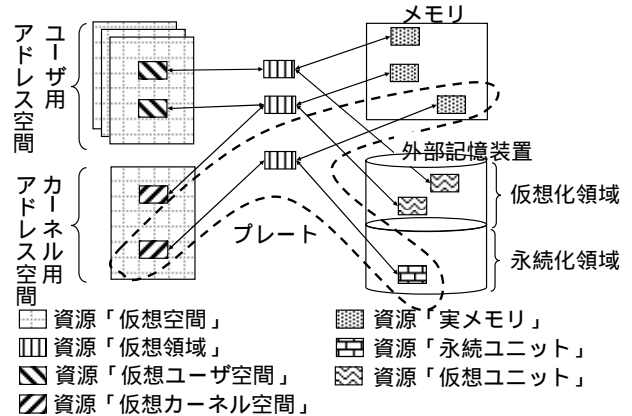 メモリ
ユーザ用
アドレス空間
外部記憶装置
カーネル用
アドレス空間
仮想化領域
プレート
永続化領域
資源「仮想空間」
資源「実メモリ」
資源「仮想領域」
資源「永続ユニット」
資源「仮想ユーザ空間」
資源「仮想ユニット」
資源「仮想カーネル空間」